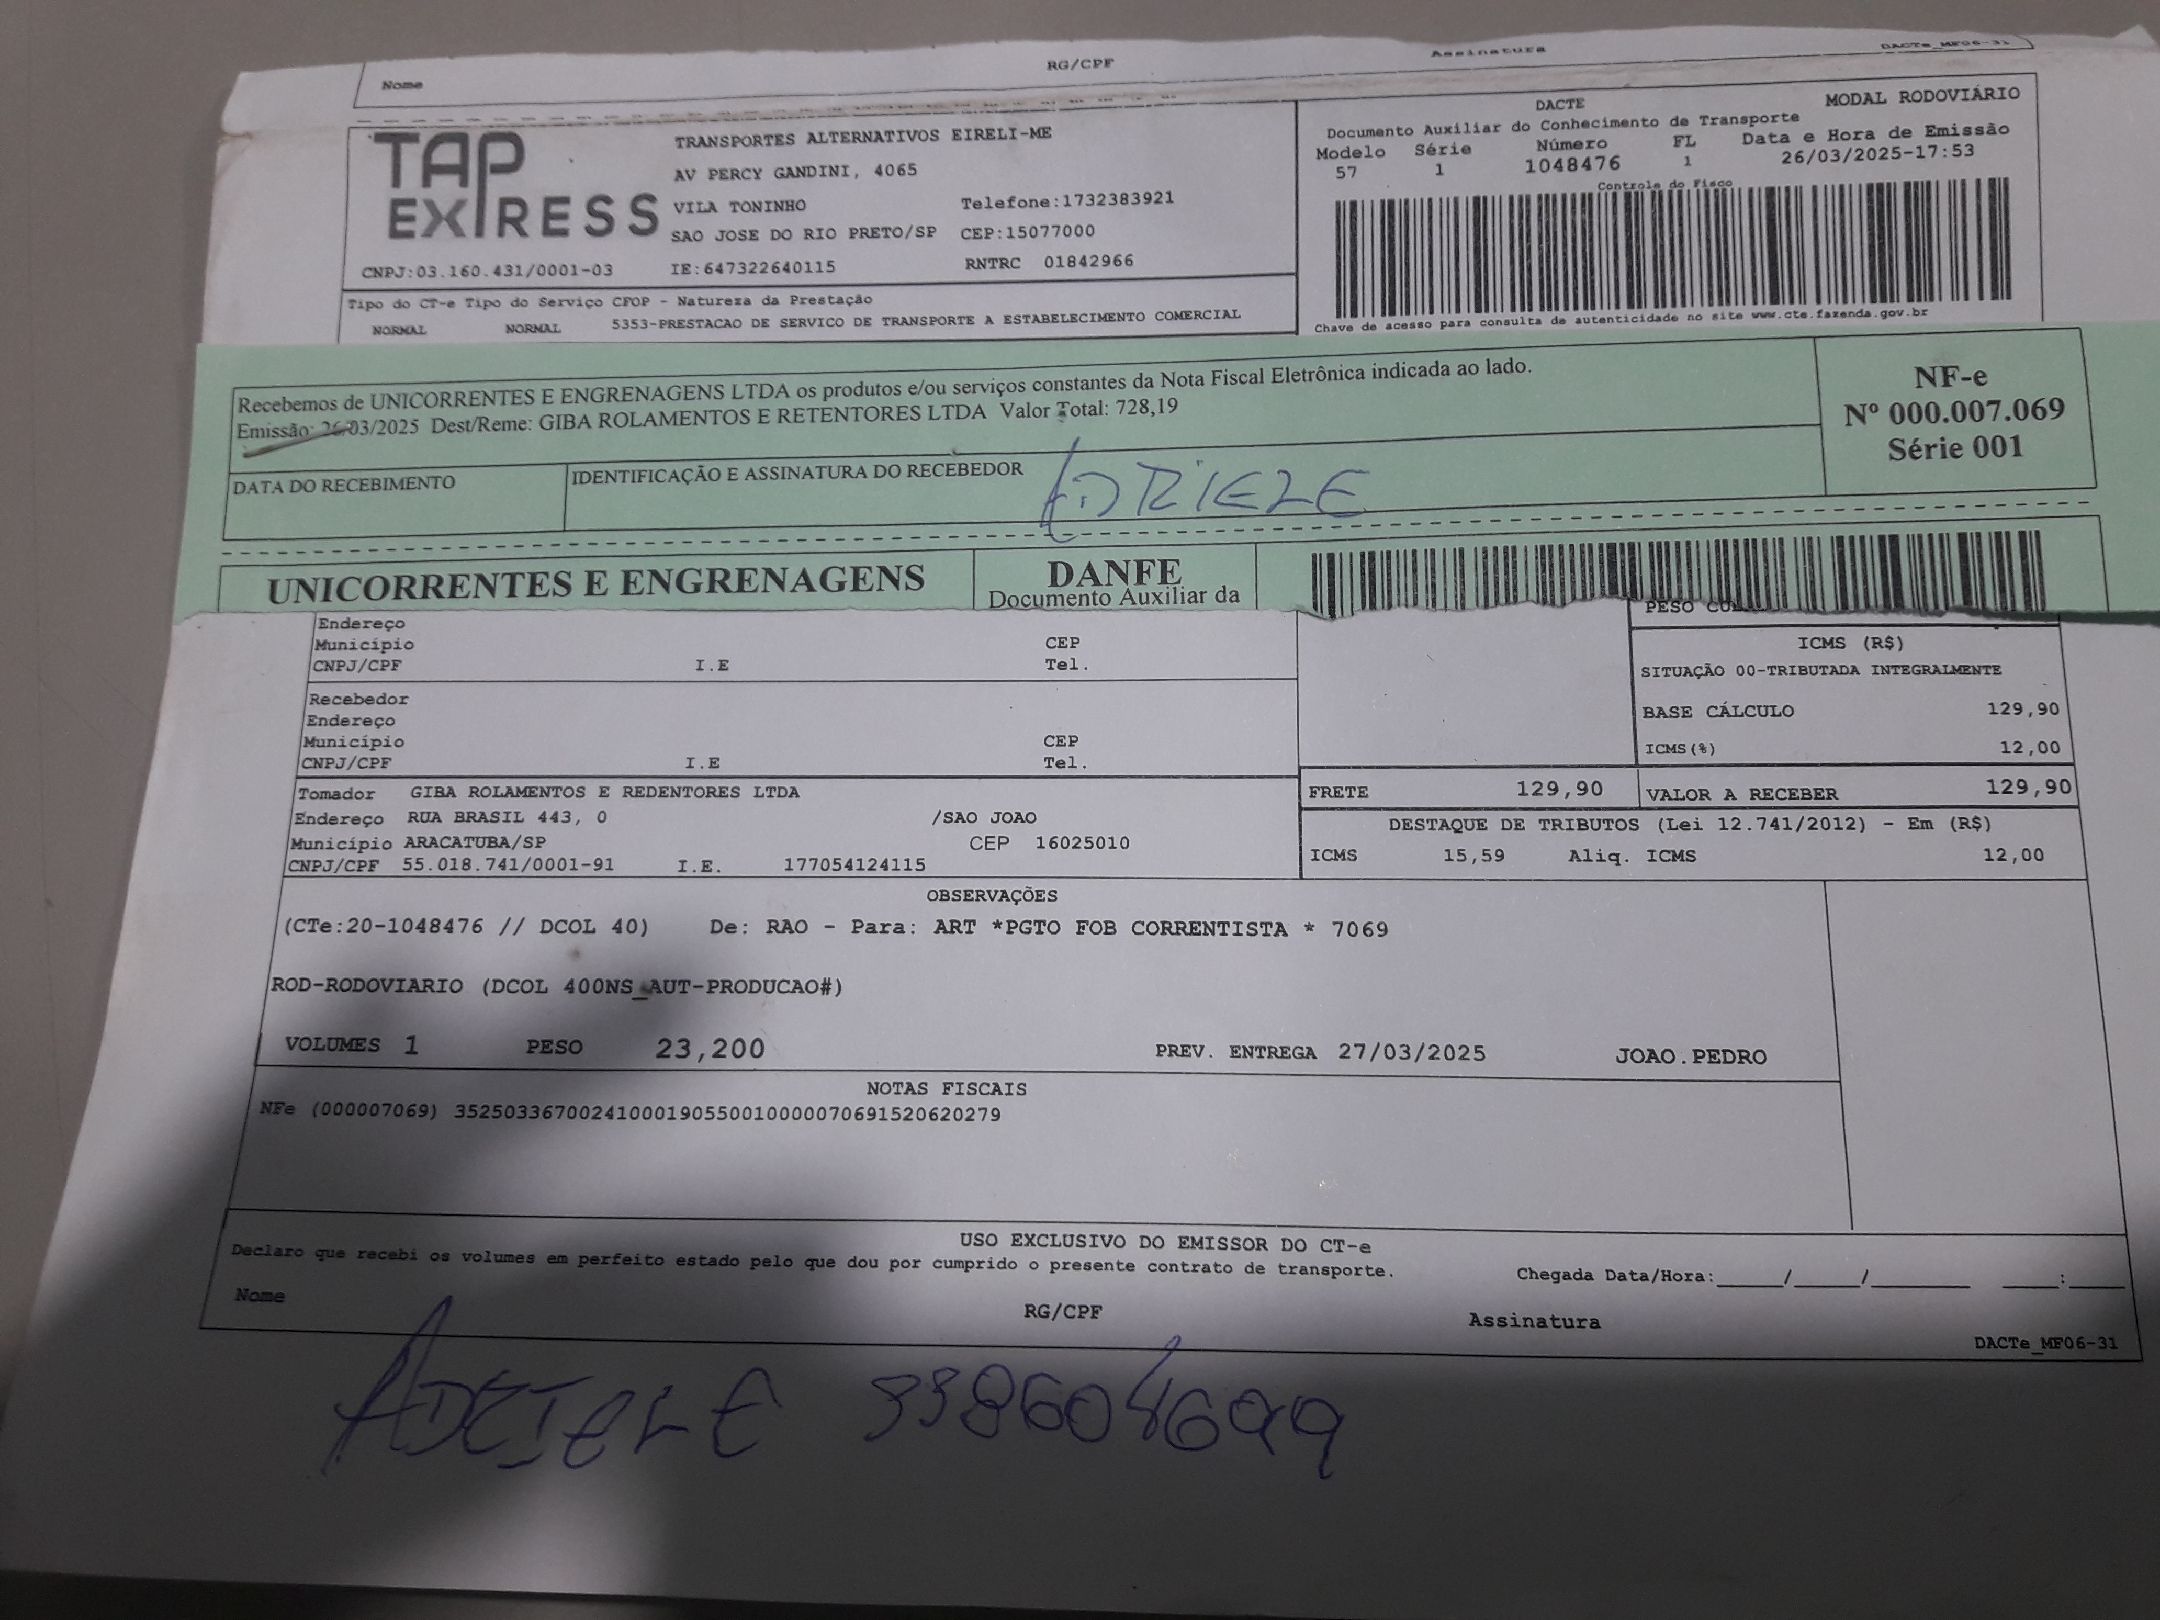 Nome RG/CPF Assinatura DACTe_MF06-31
TAP EXPRESS
TRANSPORTES ALTERNATIVOS EIRELI-ME
AV PERCY GANDINI, 4065
VILA TONINHO Telefone:1732383921
SAO JOSE DO RIO PRETO/SP CEP:15077000
CNPJ:03.160.431/0001-03 IE:647322640115 RNTRC 01842966
DACTE MODAL RODOVIÁRIO
Documento Auxiliar do Conhecimento de Transporte
Modelo Série Número FL Data e Hora de Emissão
57 1 1048476 1 26/03/2025-17:53
Controle do Fisco
Chave de acesso para consulta de autenticidade no site www.cte.fazenda.gov.br
Tipo do CT-e Tipo do Serviço CFOP - Natureza da Prestação
NORMAL NORMAL 5353-PRESTACAO DE SERVICO DE TRANSPORTE A ESTABELECIMENTO COMERCIAL
Recebemos de UNICORRENTES E ENGRENAGENS LTDA os produtos e/ou serviços constantes da Nota Fiscal Eletrônica indicada ao lado.
Emissão: 26/03/2025 Dest/Reme: GIBA ROLAMENTOS E RETENTORES LTDA Valor Total: 728,19
NF-e
Nº 000.007.069
Série 001
DATA DO RECEBIMENTO IDENTIFICAÇÃO E ASSINATURA DO RECEBEDOR ADRIELE
UNICORRENTES E ENGRENAGENS DANFE
Documento Auxiliar da
PESO
Endereço
Município CEP
CNPJ/CPF I.E Tel.
Recebedor
Endereço
Município CEP
CNPJ/CPF I.E Tel.
ICMS (R$)
SITUAÇÃO 00-TRIBUTADA INTEGRALMENTE
BASE CÁLCULO 129,90
ICMS(%) 12,00
Tomador GIBA ROLAMENTOS E REDENTORES LTDA
Endereço RUA BRASIL 443, 0 /SAO JOAO
Município ARACATUBA/SP CEP 16025010
CNPJ/CPF 55.018.741/0001-91 I.E. 177054124115
FRETE 129,90 VALOR A RECEBER 129,90
DESTAQUE DE TRIBUTOS (Lei 12.741/2012) - Em (R$)
ICMS 15,59 Aliq. ICMS 12,00
OBSERVAÇÕES
(CTe:20-1048476 // DCOL 40) De: RAO - Para: ART *PGTO FOB CORRENTISTA * 7069
ROD-RODOVIARIO (DCOL 400NS_AUT-PRODUCAO#)
VOLUMES 1 PESO 23,200 PREV. ENTREGA 27/03/2025 JOAO.PEDRO
NOTAS FISCAIS
NFe (000007069) 35250336700241000190550010000070691520620279
USO EXCLUSIVO DO EMISSOR DO CT-e
Declaro que recebi os volumes em perfeito estado pelo que dou por cumprido o presente contrato de transporte.
Chegada Data/Hora:_____/_____/_________ _____:_____
Nome RG/CPF Assinatura
DACTe_MF06-31
ADRIELE 338604699